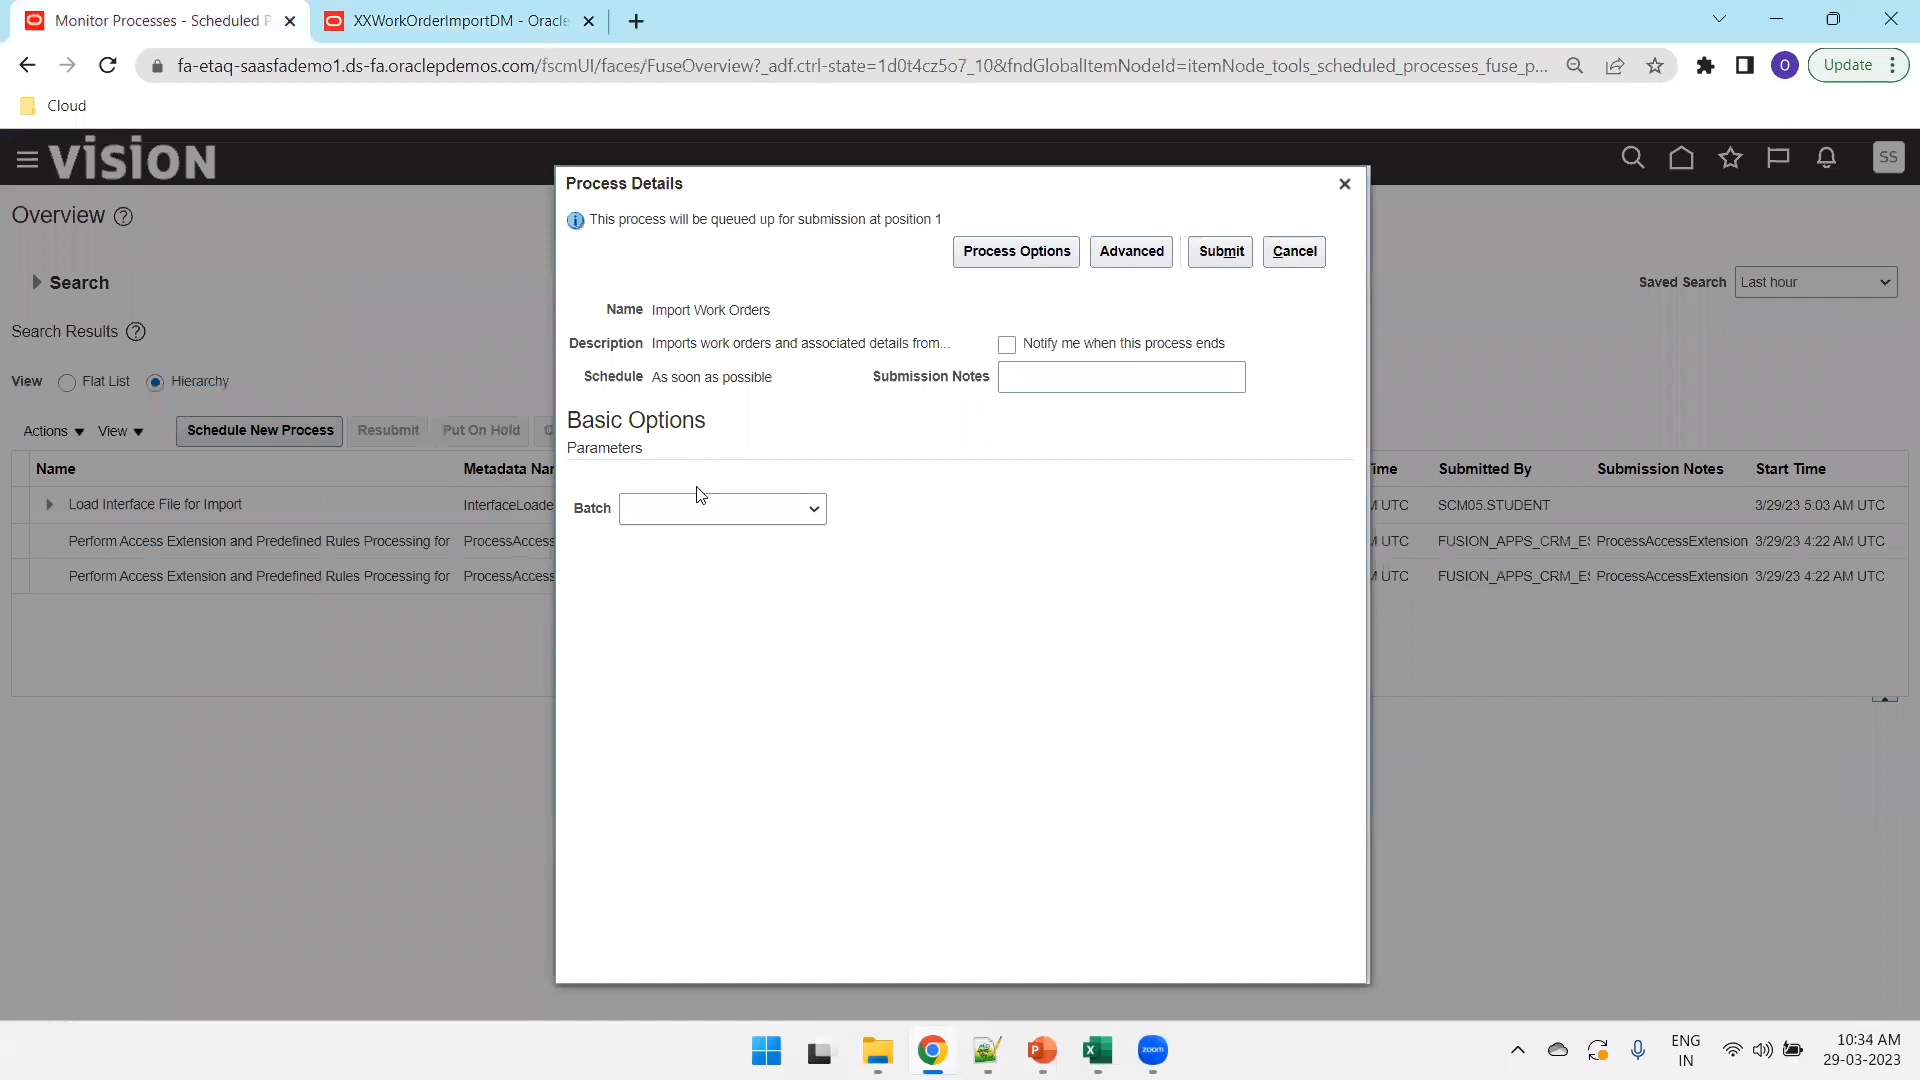 Monitor Processes - Scheduled P
XXWorkOrderImportDM - Oracle
fa-etaq-saasfademo1.ds-fa.oraclepdemos.com/fscmUI/faces/FuseOverview?_adf.ctrl-state=1d0t4cz5o7_10&fndGlobalItemNodeId=itemNode_tools_scheduled_processes_fuse_p...
O
Update
Cloud
VISION
SS
Overview
Search
Saved Search Last hour
Search Results
View Flat List Hierarchy
Actions View Schedule New Process Resubmit Put On Hold
Name Metadata Nar ime Submitted By Submission Notes Start Time
Load Interface File for Import InterfaceLoade UTC SCM05.STUDENT 3/29/23 5:03 AM UTC
Perform Access Extension and Predefined Rules Processing for ProcessAccess UTC FUSION_APPS_CRM_ES ProcessAccessExtension 3/29/23 4:22 AM UTC
Perform Access Extension and Predefined Rules Processing for ProcessAccess UTC FUSION_APPS_CRM_ES ProcessAccessExtension 3/29/23 4:22 AM UTC
Process Details
This process will be queued up for submission at position 1
Process Options Advanced Submit Cancel
Name Import Work Orders
Description Imports work orders and associated details from... Notify me when this process ends
Schedule As soon as possible Submission Notes
Basic Options
Parameters
Batch
zoom
ENG
IN
10:34 AM
29-03-2023